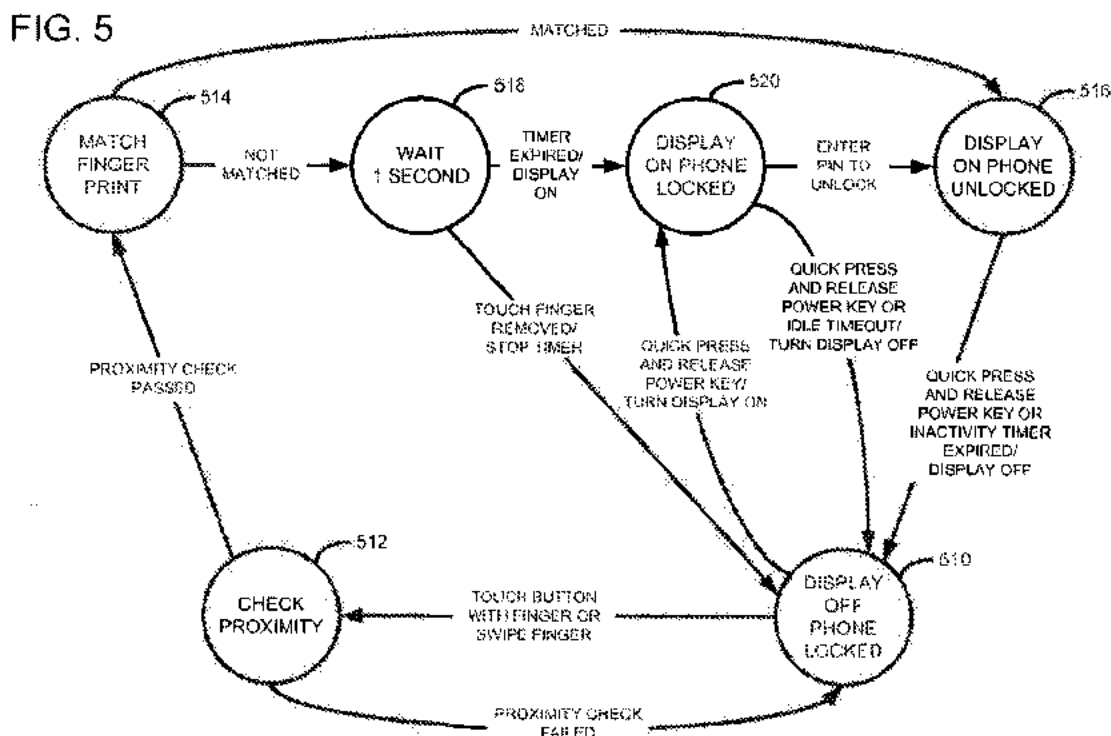 FIG. 5
MATCHED
514
518
520
516
MATCH
FINGER
PRINT
NOT
MATCHED
WAIT
1 SECOND
TIMER
EXPIRED/
DISPLAY
ON
DISPLAY
ON PHONE
LOCKED
ENTER
PIN TO
UNLOCK
DISPLAY
ON PHONE
UNLOCKED
TOUCH FINGER
REMOVED/
STOP TIMER
QUICK PRESS
AND RELEASE
POWER KEY/
TURN DISPLAY ON
QUICK PRESS
AND RELEASE
POWER KEY OR
IDLE TIMEOUT/
TURN DISPLAY OFF
QUICK PRESS
AND RELEASE
POWER KEY OR
INACTIVITY TIMER
EXPIRED/
DISPLAY OFF
PROXIMITY CHECK
PASSED
512
CHECK
PROXIMITY
TOUCH BUTTON
WITH FINGER OR
SWIPE FINGER
510
DISPLAY
OFF
PHONE
LOCKED
PROXIMITY CHECK
FAILED